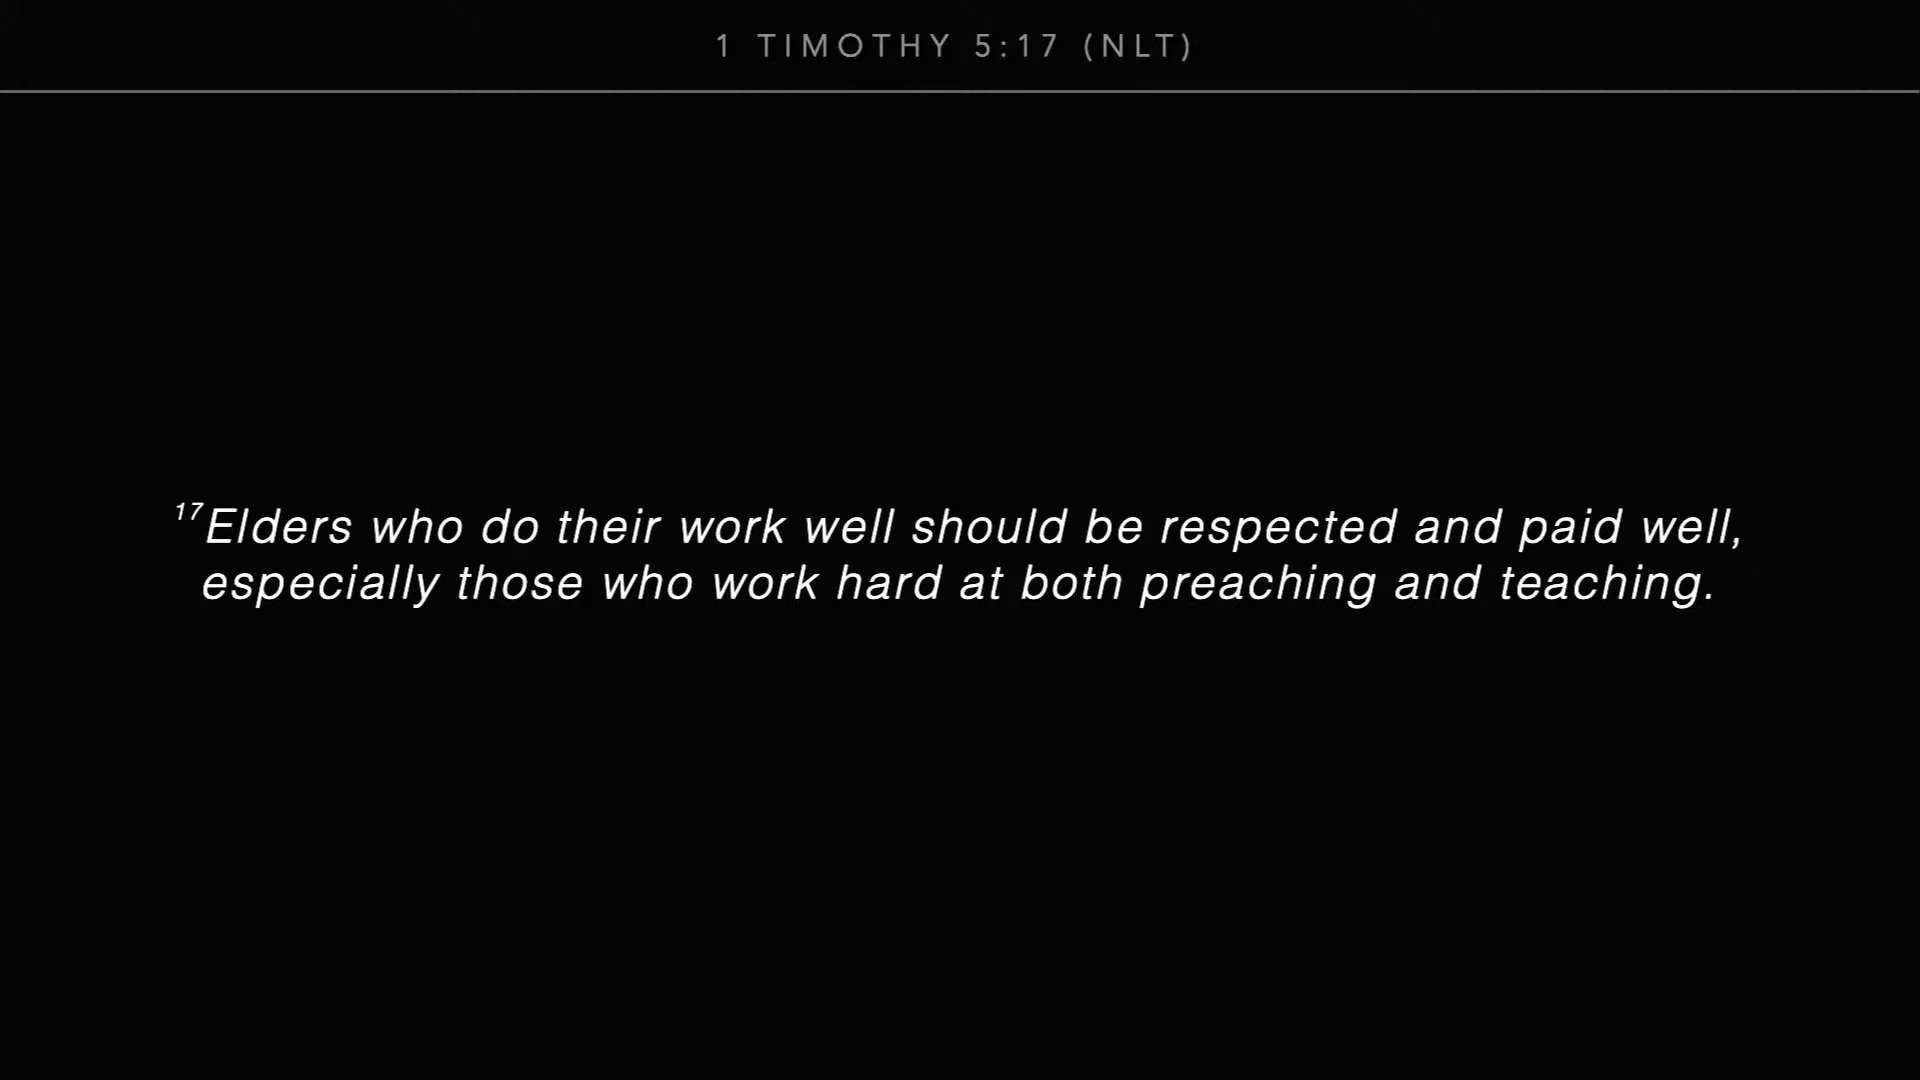 1 TIMOTHY 5:17 (NLT)
17Elders who do their work well should be respected and paid well,
especially those who work hard at both preaching and teaching.